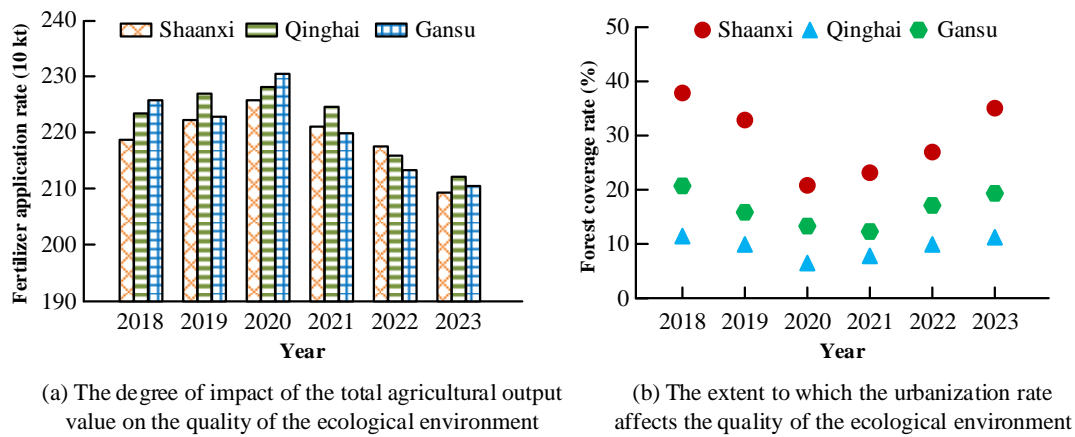 Shaanxi Qinghai Gansu
Fertilizer application rate (10 kt)
240
230
220
210
200
190
2018 2019 2020 2021 2022 2023
Year
(a) The degree of impact of the total agricultural output
value on the quality of the ecological environment
Shaanxi Qinghai Gansu
Forest coverage rate (%)
50
40
30
20
10
0
2018 2019 2020 2021 2022 2023
Year
(b) The extent to which the urbanization rate
affects the quality of the ecological environment